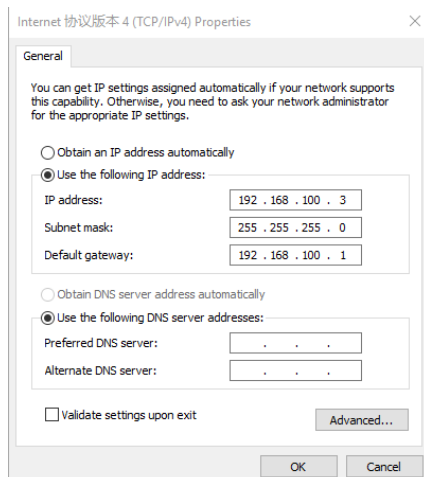 Internet 协议版本 4 (TCP/IPv4) Properties
General
You can get IP settings assigned automatically if your network supports
this capability. Otherwise, you need to ask your network administrator
for the appropriate IP settings.
Obtain an IP address automatically
Use the following IP address:
IP address: 192 . 168 . 100 . 3
Subnet mask: 255 . 255 . 255 . 0
Default gateway: 192 . 168 . 100 . 1
Obtain DNS server address automatically
Use the following DNS server addresses:
Preferred DNS server: . . .
Alternate DNS server: . . .
Validate settings upon exit
Advanced...
OK Cancel